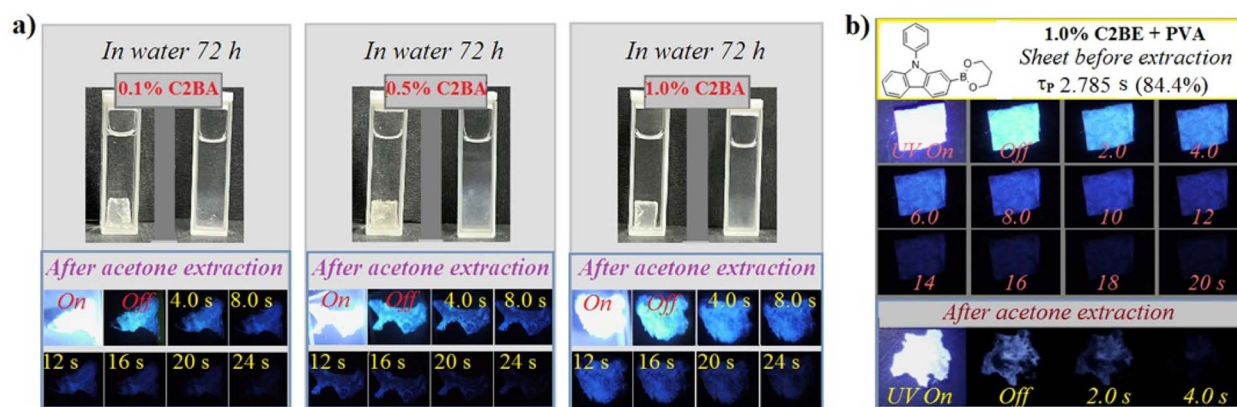 a)
In water 72 h
0.1% C2BA
After acetone extraction
On
Off
4.0 s
8.0 s
12 s
16 s
20 s
24 s
In water 72 h
0.5% C2BA
After acetone extraction
On
Off
4.0 s
8.0 s
12 s
16 s
20 s
24 s
In water 72 h
1.0% C2BA
After acetone extraction
On
Off
4.0 s
8.0 s
12 s
16 s
20 s
24 s
b)
N
B
O
O
1.0% C2BE + PVA
Sheet before extraction
τP 2.785 s (84.4%)
UV On
Off
2.0
4.0
6.0
8.0
10
12
14
16
18
20 s
After acetone extraction
UV On
Off
2.0 s
4.0 s